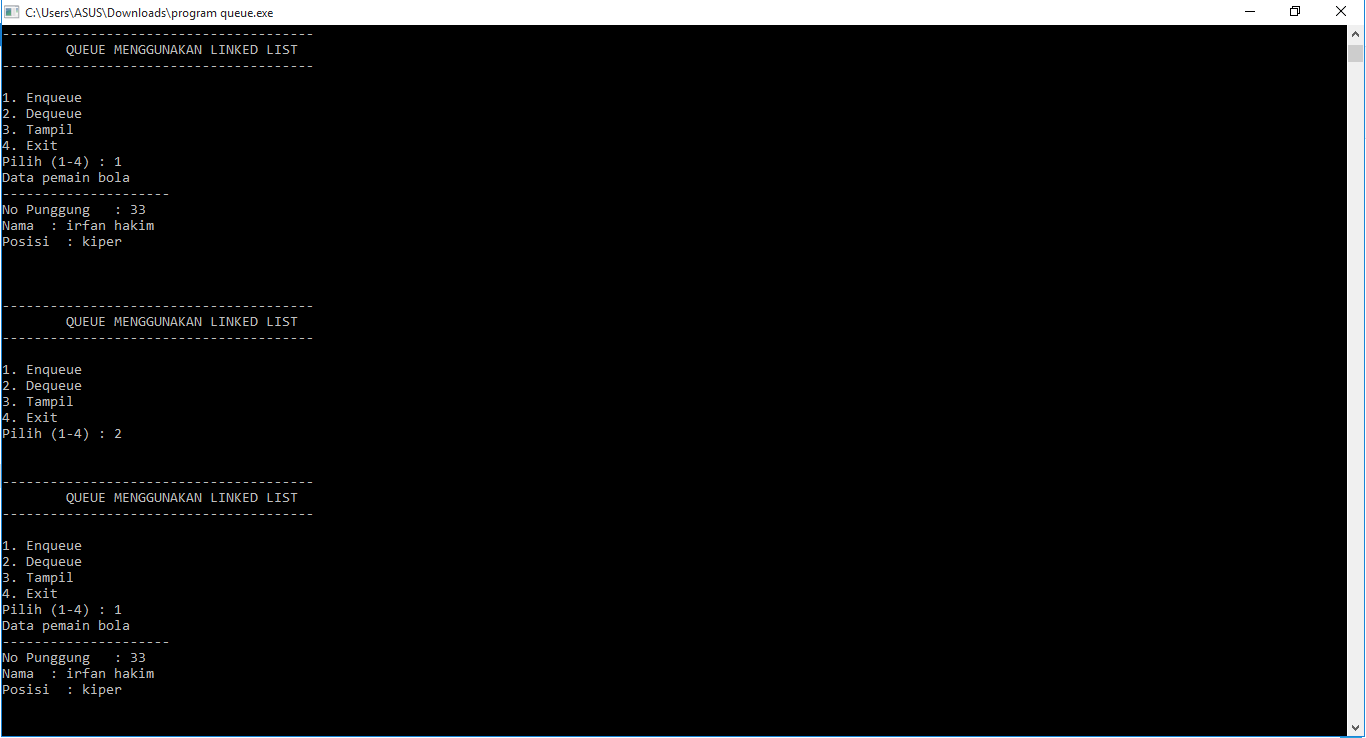 C:\Users\ASUS\Downloads\program queue.exe
---------------------------------------
QUEUE MENGGUNAKAN LINKED LIST
---------------------------------------
1. Enqueue
2. Dequeue
3. Tampil
4. Exit
Pilih (1-4) : 1
Data pemain bola
---------------------
No Punggung   : 33
Nama  : irfan hakim
Posisi  : kiper
---------------------------------------
QUEUE MENGGUNAKAN LINKED LIST
---------------------------------------
1. Enqueue
2. Dequeue
3. Tampil
4. Exit
Pilih (1-4) : 2
---------------------------------------
QUEUE MENGGUNAKAN LINKED LIST
---------------------------------------
1. Enqueue
2. Dequeue
3. Tampil
4. Exit
Pilih (1-4) : 1
Data pemain bola
---------------------
No Punggung   : 33
Nama  : irfan hakim
Posisi  : kiper